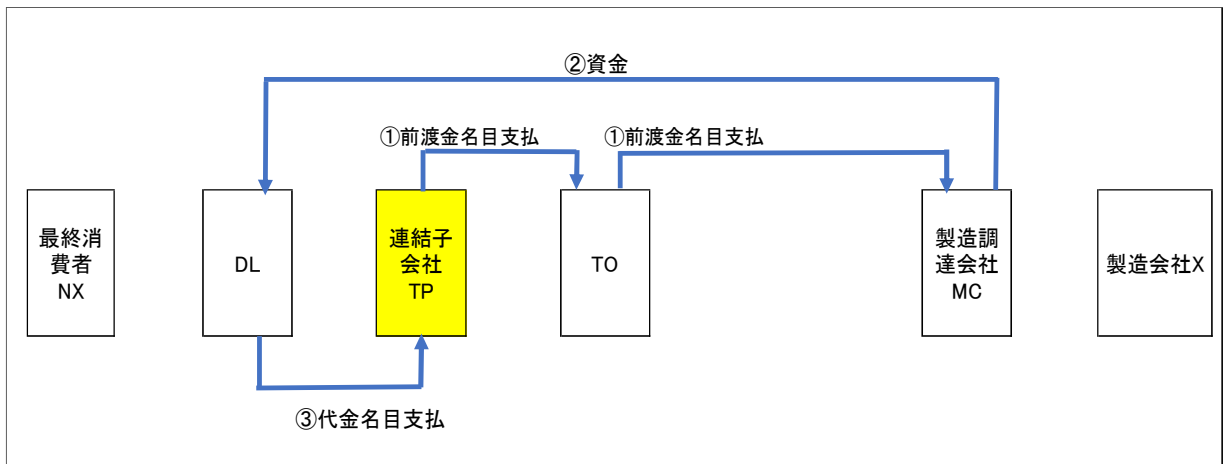 ②資金
①前渡金名目支払
①前渡金名目支払
最終消
費者
NX
DL
連結子
会社
TP
TO
製造調
達会社
MC
製造会社X
③代金名目支払